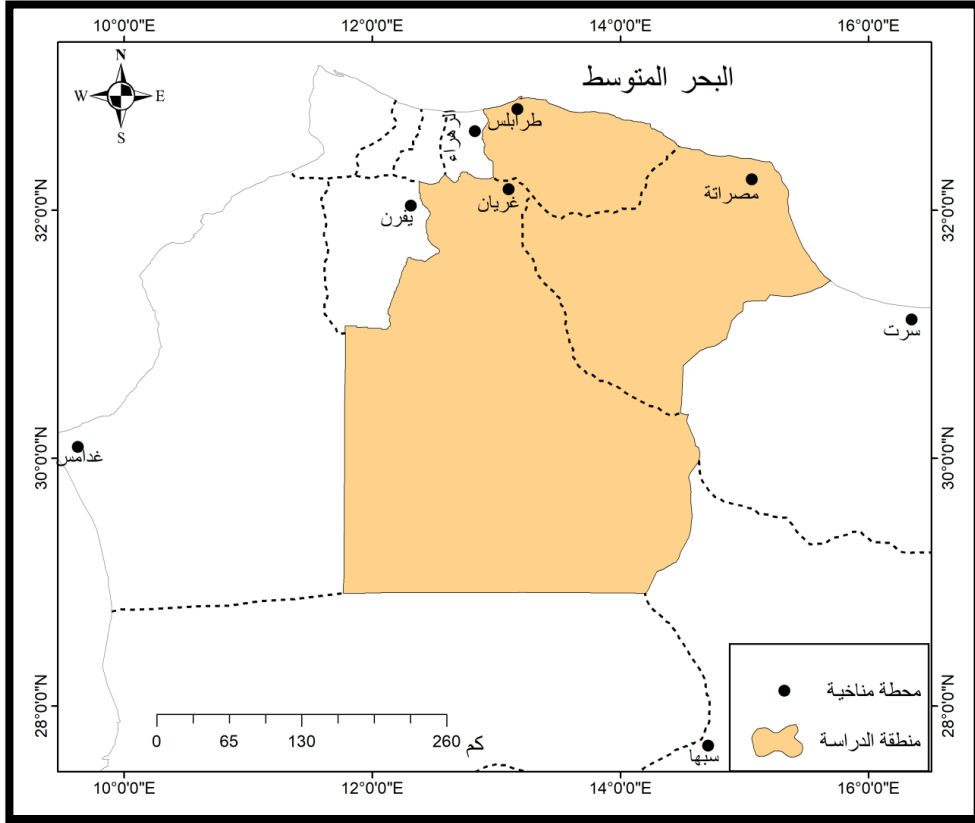 10°0'0"E 12°0'0"E 14°0'0"E 16°0'0"E
N
W E
S
البحر المتوسط
طرابلس
الزهراء
مصراتة
غريان
يفرن
سرت
غدامس
سبها
32°0'0"N 32°0'0"N
30°0'0"N 30°0'0"N
28°0'0"N 28°0'0"N
محطة مناخية
منطقة الدراسة
0 65 130 260 كم
10°0'0"E 12°0'0"E 14°0'0"E 16°0'0"E